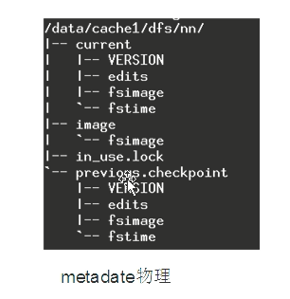 /data/cache1/dfs/nn/
|-- current
|   |-- VERSION
|   |-- edits
|   |-- fsimage
|   `-- fstime
|-- image
|   `-- fsimage
|-- in_use.lock
`-- previous.checkpoint
    |-- VERSION
    |-- edits
    |-- fsimage
    `-- fstime
metadate物理